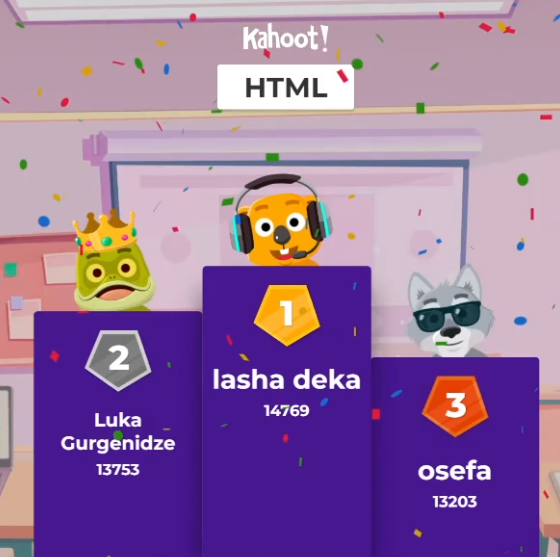 Kahoot!
HTML
1
lasha deka
14769
2
Luka
Gurgenidze
13753
3
osefa
13203